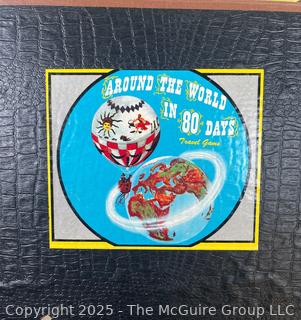 AROUND THE WORLD
IN 80 DAYS
Travel Game
Copyright 2025 - The McGuire Group LLC